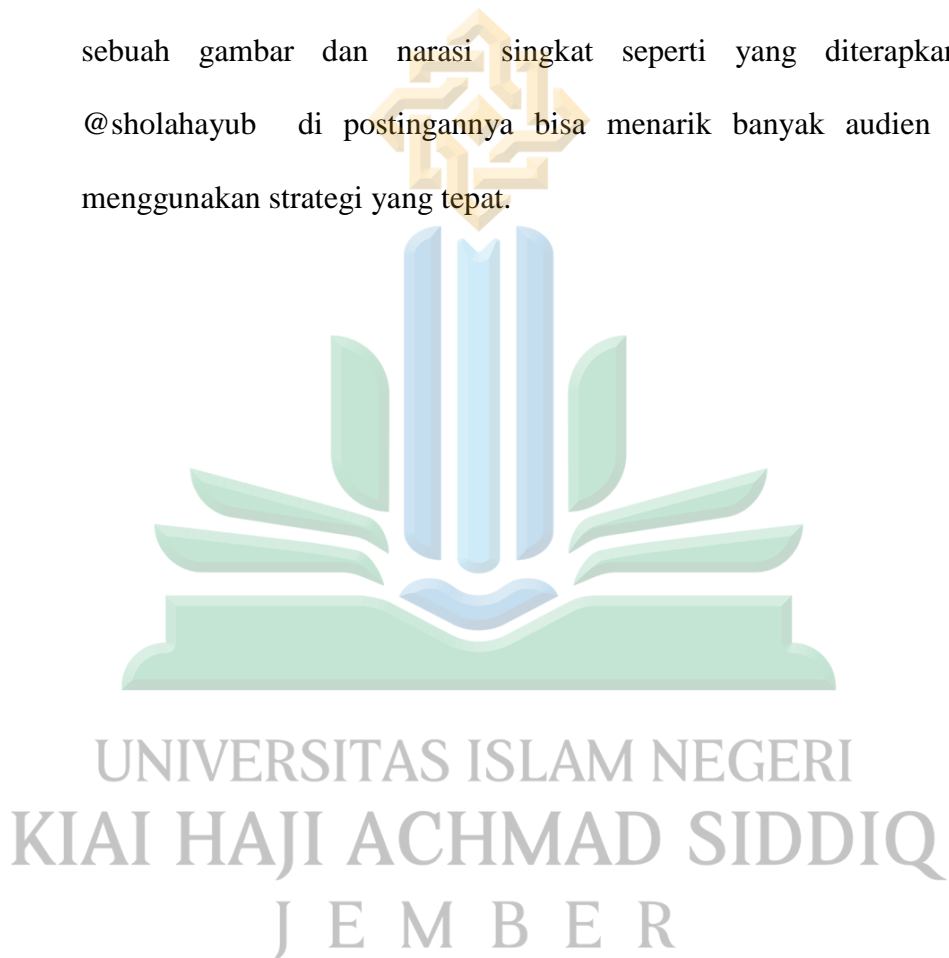 sebuah gambar dan narasi singkat seperti yang diterapkan
@sholahayub di postingannya bisa menarik banyak audien
menggunakan strategi yang tepat.
UNIVERSITAS ISLAM NEGERI
KIAI HAJI ACHMAD SIDDIQ
JEMBER